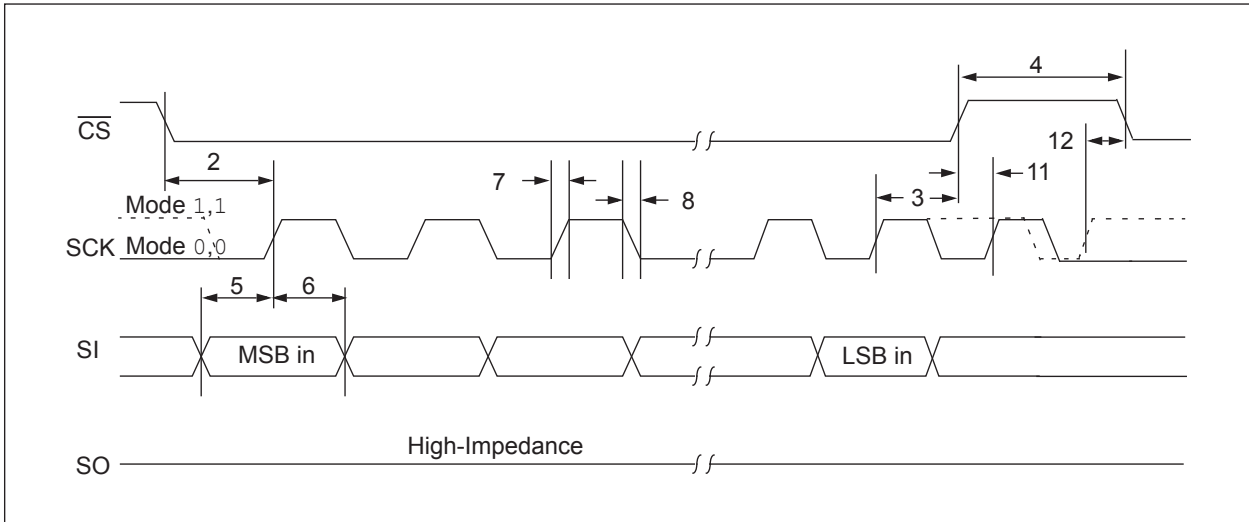 4
CS
12
2
11
7
8
3
Mode 1,1
SCK Mode 0,0
5
6
SI
MSB in
LSB in
High-Impedance
SO